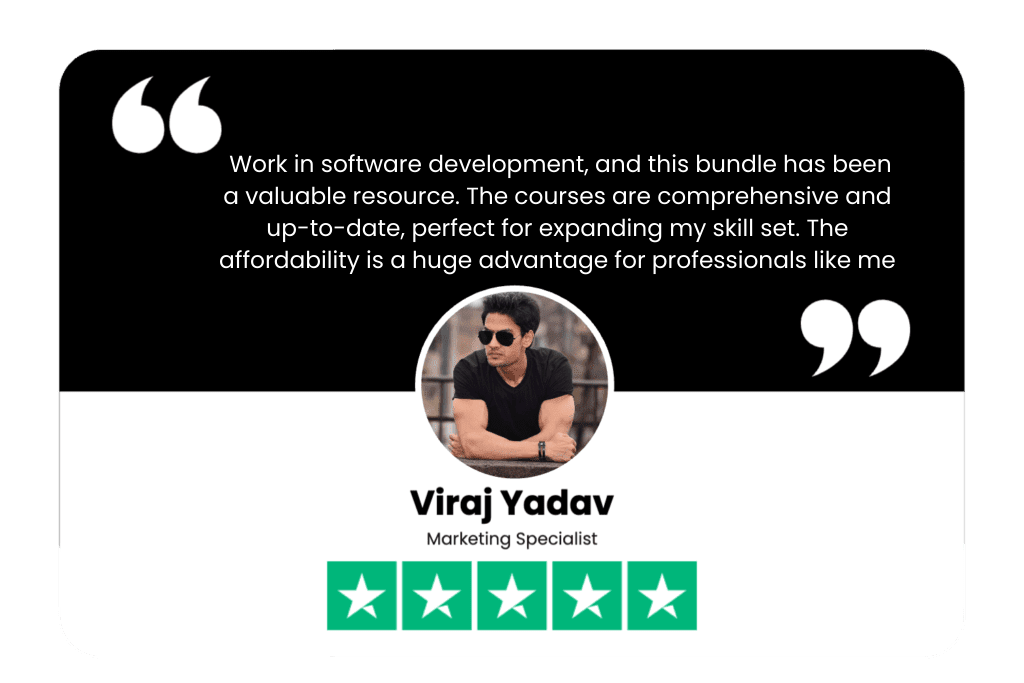 Work in software development, and this bundle has been
a valuable resource. The courses are comprehensive and
up-to-date, perfect for expanding my skill set. The
affordability is a huge advantage for professionals like me
Viraj Yadav
Marketing Specialist